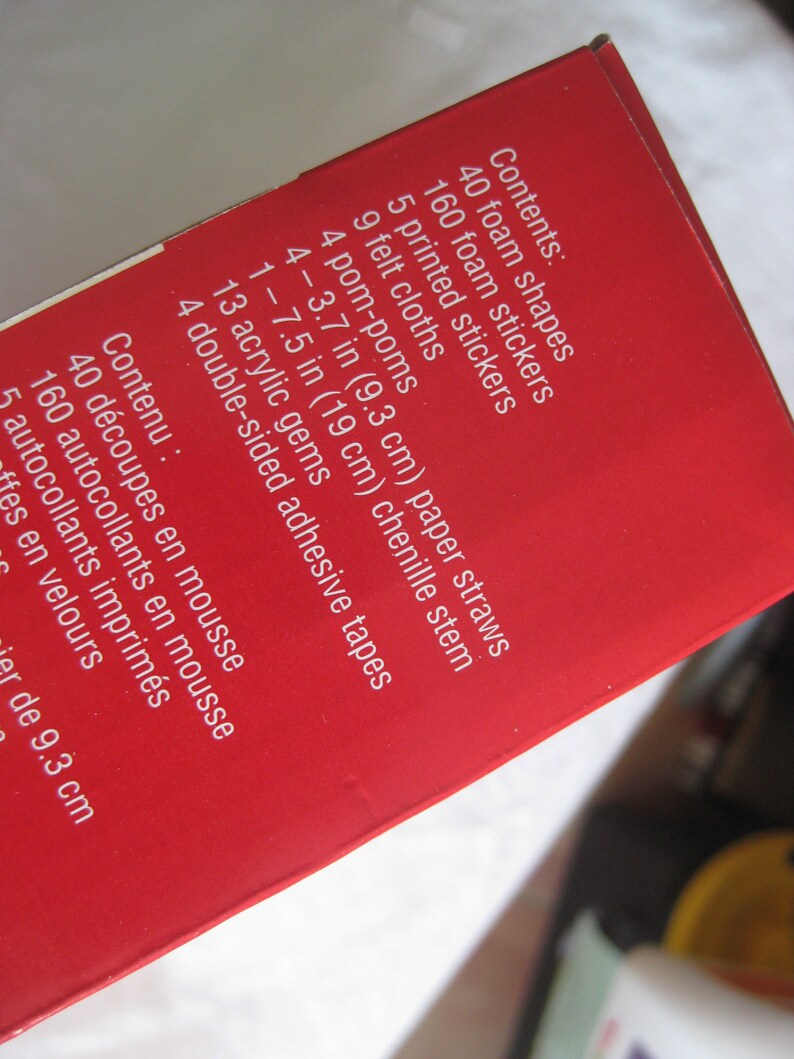 Contents:
40 foam shapes
160 foam stickers
5 printed stickers
9 felt cloths
4 pom-poms
4 – 3.7 in (9.3 cm) paper straws
1 – 7.5 in (19 cm) chenille stem
13 acrylic gems
4 double-sided adhesive tapes
Contenu :
40 découpes en mousse
160 autocollants en mousse
5 autocollants imprimés
en velours
de 9.3 cm